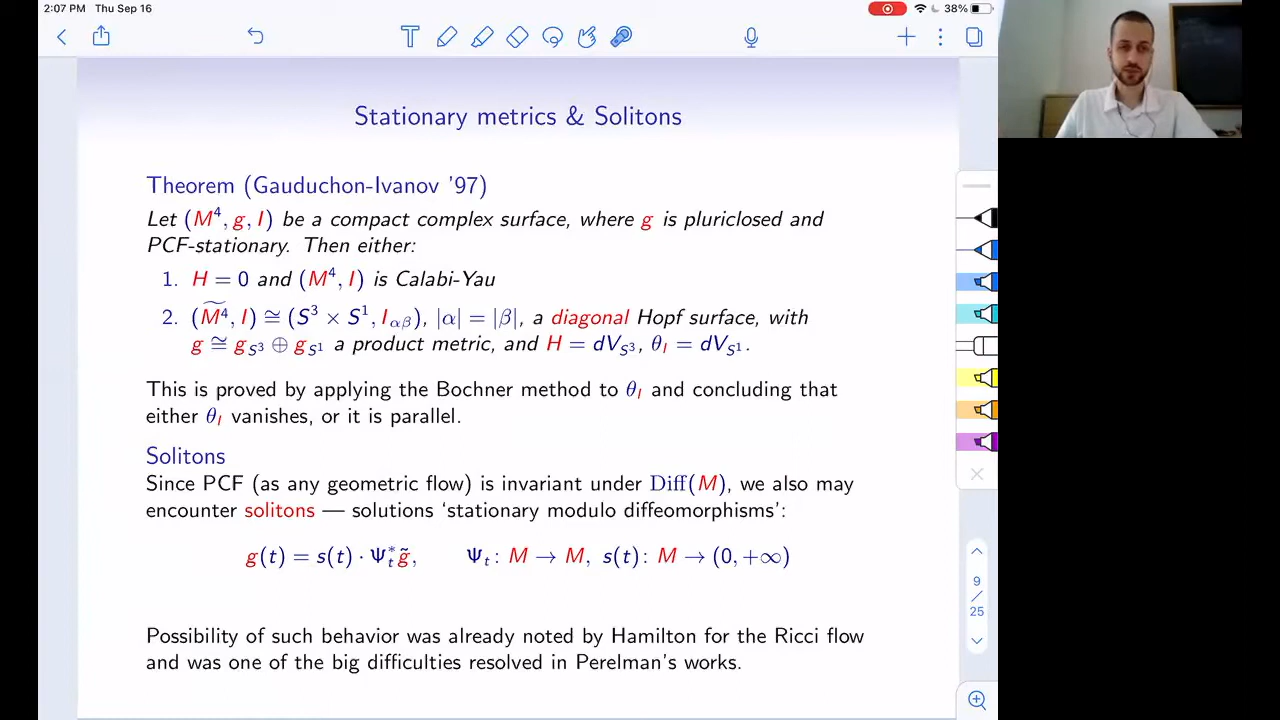 2:07 PM Thu Sep 16
38%
T
Stationary metrics & Solitons
Theorem (Gauduchon-Ivanov '97)
Let (M⁴, g, I) be a compact complex surface, where g is pluriclosed and
PCF-stationary. Then either:
1. H = 0 and (M⁴, I) is Calabi-Yau
2. (M̃⁴, I) ≅ (S³ × S¹, I_αβ), |α| = |β|, a diagonal Hopf surface, with
g ≅ g_S³ ⊕ g_S¹ a product metric, and H = dV_S³, θ_I = dV_S¹.
This is proved by applying the Bochner method to θ_I and concluding that
either θ_I vanishes, or it is parallel.
Solitons
Since PCF (as any geometric flow) is invariant under Diff(M), we also may
encounter solitons — solutions 'stationary modulo diffeomorphisms':
g(t) = s(t) · Ψ*_t g̃, Ψ_t : M → M, s(t): M → (0, +∞)
Possibility of such behavior was already noted by Hamilton for the Ricci flow
and was one of the big difficulties resolved in Perelman's works.
9
/
25